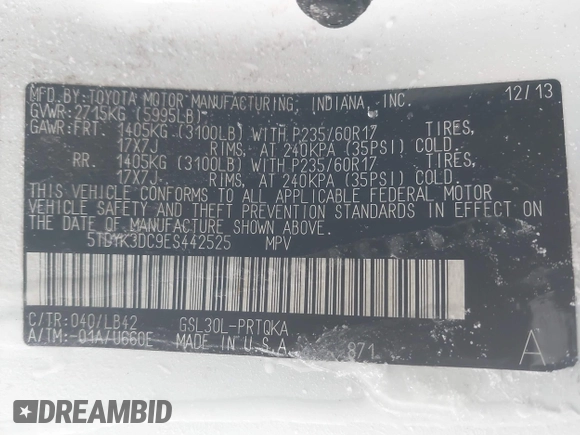 MFD.BY:TOYOTA MOTOR MANUFACTURING, INDIANA, INC. 12/13
GVWR:2715KG (5995LB)
GAWR:FRT. 1405KG (3100LB) WITH P235/60R17 TIRES,
17X7J RIMS, AT 240KPA (35PSI) COLD.
RR. 1405KG (3100LB) WITH P235/60R17 TIRES,
17X7J- RIMS, AT 240KPA (35PSI) COLD.
THIS VEHICLE CONFORMS TO ALL APPLICABLE FEDERAL MOTOR
VEHICLE SAFETY AND THEFT PREVENTION STANDARDS IN EFFECT ON
THE DATE OF MANUFACTURE SHOWN ABOVE.
5TDYK3DC9ES442525 MPV
C/TR:040/LB42 GSL30L-PRTQKA
A/TM:-01A/U660E MADE IN U.S.A. 871 A
DREAMBID